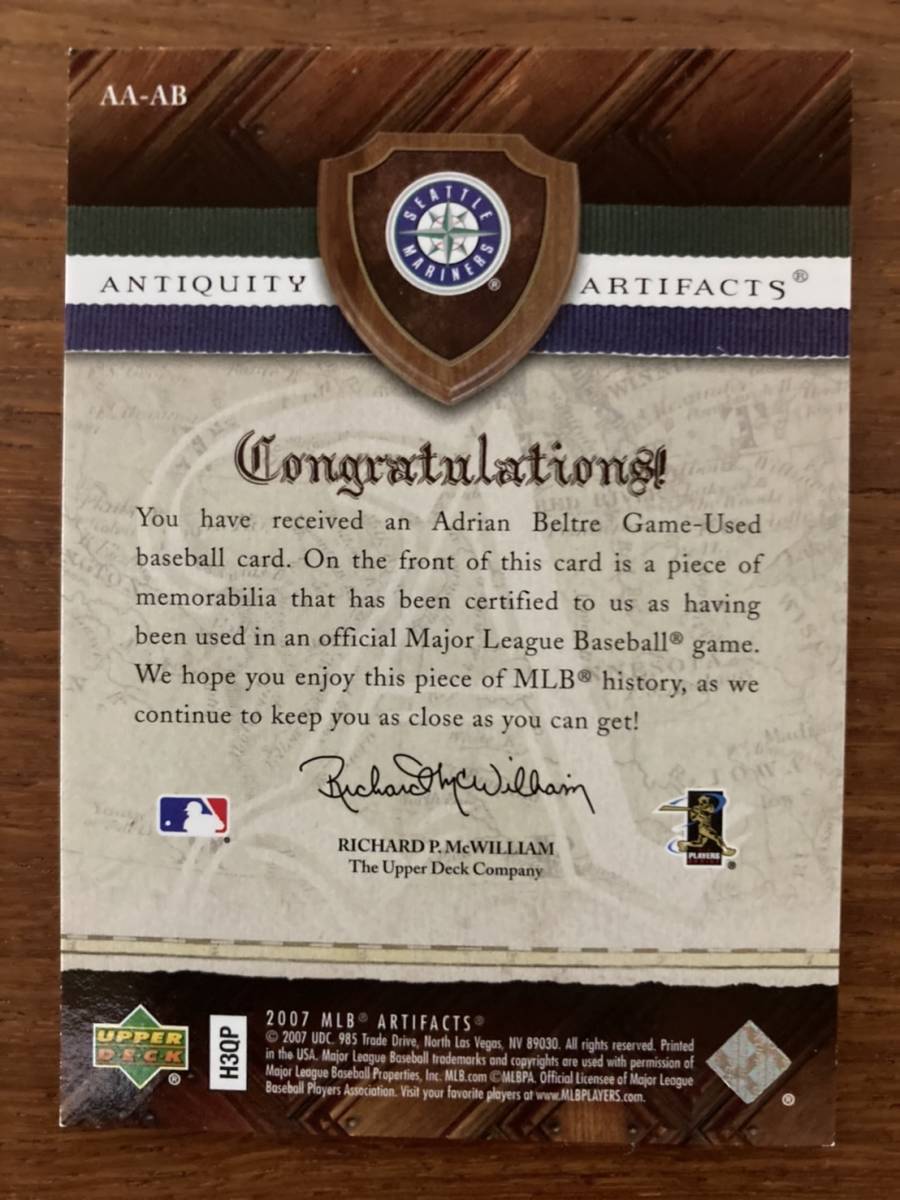 AA-AB
SEATTLE
MARINERS ®
ANTIQUITY ARTIFACTS®
Congratulations!
You have received an Adrian Beltre Game-Used
baseball card. On the front of this card is a piece of
memorabilia that has been certified to us as having
been used in an official Major League Baseball® game.
We hope you enjoy this piece of MLB® history, as we
continue to keep you as close as you can get!
Richard P. McWilliam
RICHARD P. McWILLIAM
The Upper Deck Company
PLAYERS
UPPER
DECK ®
H3QP
2007 MLB® ARTIFACTS®
© 2007 UDC. 985 Trade Drive, North Las Vegas, NV 89030. All rights reserved. Printed
in the USA. Major League Baseball trademarks and copyrights are used with permission of
Major League Baseball Properties, Inc. MLB.com ©MLBPA. Official Licensee of Major League
Baseball Players Association. Visit your favorite players at www.MLBPLAYERS.com.
®